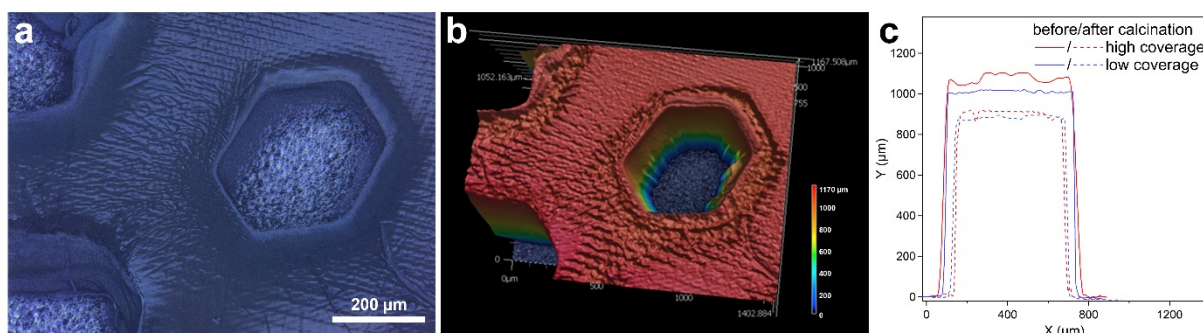 a
200 µm
b
1167.508µm
1000
500
755
1052.163µm
0
0µm
500
1000
1402.884
1170 µm
1000
800
600
400
200
0
c
before/after calcination
/ high coverage
/ low coverage
Y (µm)
1200
1000
800
600
400
200
0
0 400 800 1200
X (µm)